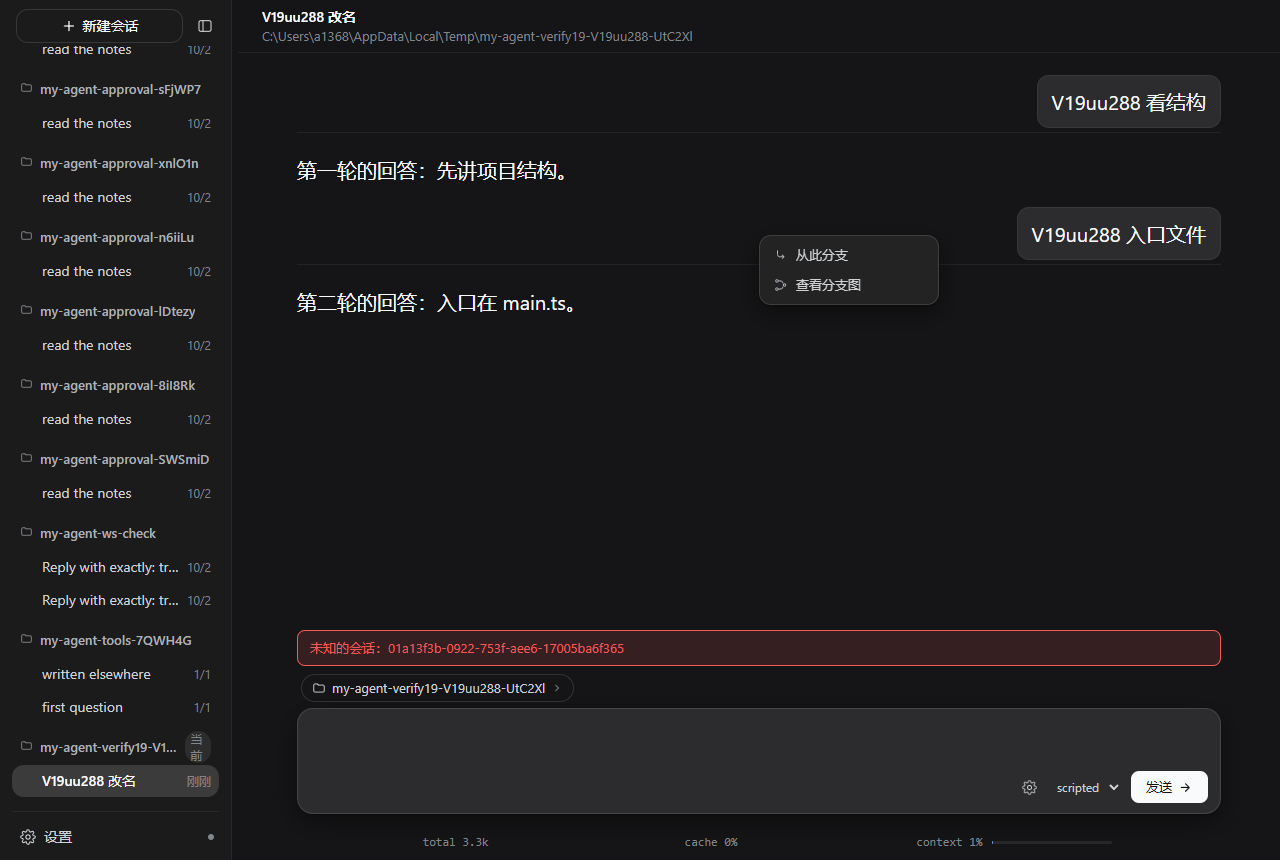 新建会话
read the notes 10/2
my-agent-approval-sFjWP7
read the notes 10/2
my-agent-approval-xnlO1n
read the notes 10/2
my-agent-approval-n6iiLu
read the notes 10/2
my-agent-approval-lDtezy
read the notes 10/2
my-agent-approval-8iI8Rk
read the notes 10/2
my-agent-approval-SWSmiD
read the notes 10/2
my-agent-ws-check
Reply with exactly: tr... 10/2
Reply with exactly: tr... 10/2
my-agent-tools-7QWH4G
written elsewhere 1/1
first question 1/1
my-agent-verify19-V1... 当前
V19uu288 改名 刚刚
设置
V19uu288 改名
C:\Users\a1368\AppData\Local\Temp\my-agent-verify19-V19uu288-UtC2Xl
V19uu288 看结构
第一轮的回答：先讲项目结构。
V19uu288 入口文件
从此分支
查看分支图
第二轮的回答：入口在 main.ts。
未知的会话：01a13f3b-0922-753f-aee6-17005ba6f365
my-agent-verify19-V19uu288-UtC2Xl
scripted
发送
total 3.3k cache 0% context 1%